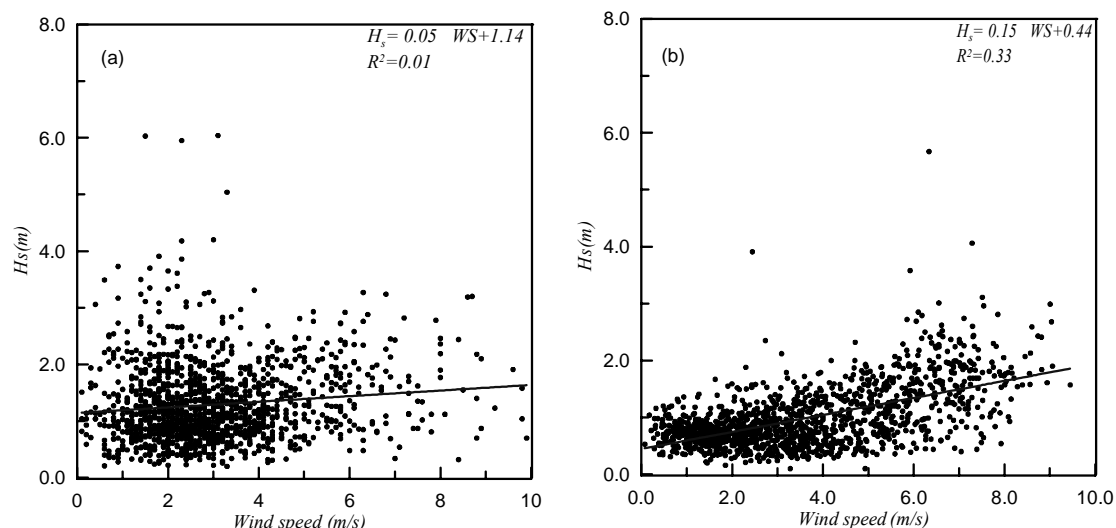 8.0
(a)
H_s= 0.05 WS+1.14
R²=0.01
6.0
4.0
2.0
0.0
Hs(m)
0 2 4 6 8 10
Wind speed (m/s)
8.0
(b)
H_s= 0.15 WS+0.44
R²=0.33
6.0
4.0
2.0
0.0
Hs(m)
0.0 2.0 4.0 6.0 8.0 10.0
Wind speed (m/s)